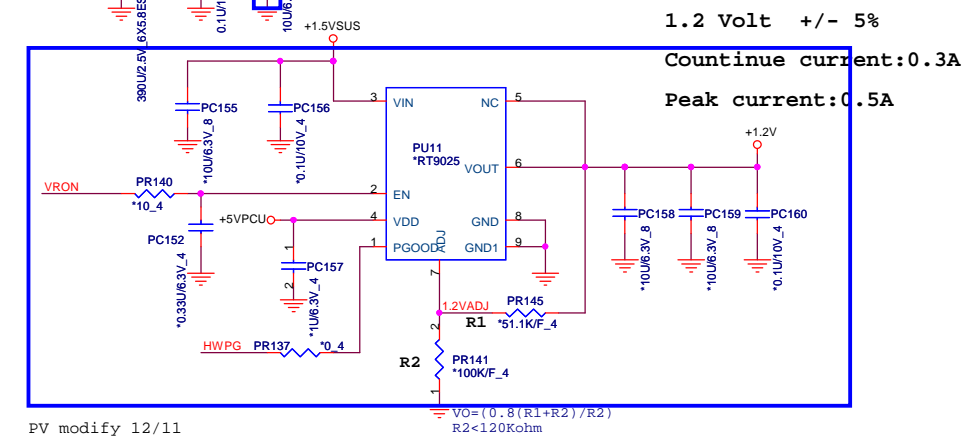 390U/2.5V_6X5.8ES
0.1U/1
10U/6.
+1.5VSUS
1.2 Volt +/- 5%
Countinue current:0.3A
Peak current:0.5A
PC155
*10U/6.3V_8
PC156
*0.1U/10V_4
3
VIN
NC
5
PU11
*RT9025
VOUT
6
+1.2V
VRON
PR140
*10_4
2
EN
+5VPCU
4
VDD
GND
8
1
PGOOD
GND1
9
ADJ
7
PC152
*0.33U/6.3V_4
1
PC157
2
*1U/6.3V_4
PC158
*10U/6.3V_8
PC159
*10U/6.3V_8
PC160
*0.1U/10V_4
1.2VADJ
PR145
R1
*51.1K/F_4
HWPG
PR137
*0_4
2
R2
PR141
*100K/F_4
1
VO=(0.8(R1+R2)/R2)
R2<120Kohm
PV modify 12/11